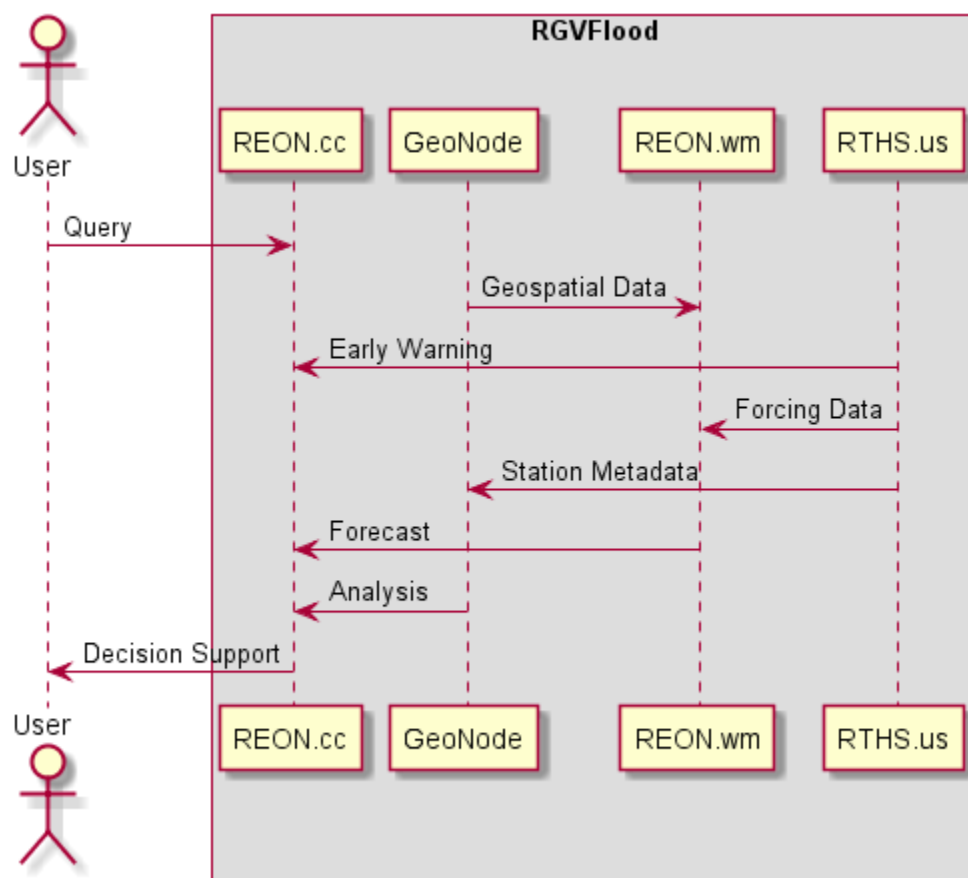 RGVFlood
User
REON.cc
GeoNode
REON.wm
RTHS.us
Query
Geospatial Data
Early Warning
Forcing Data
Station Metadata
Forecast
Analysis
Decision Support
User
REON.cc
GeoNode
REON.wm
RTHS.us